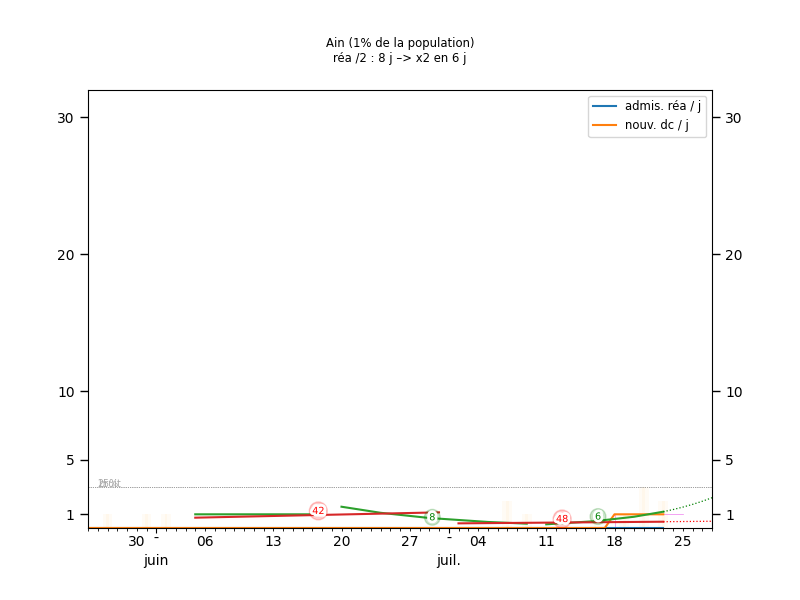 Ain (1% de la population)
réa /2 : 8 j –> x2 en 6 j
admis. réa / j
nouv. dc / j
30 30
20 20
10 10
5 5
1 1
42
8
48
6
30 - 06 13 20 27 - 04 11 18 25
juin juil.